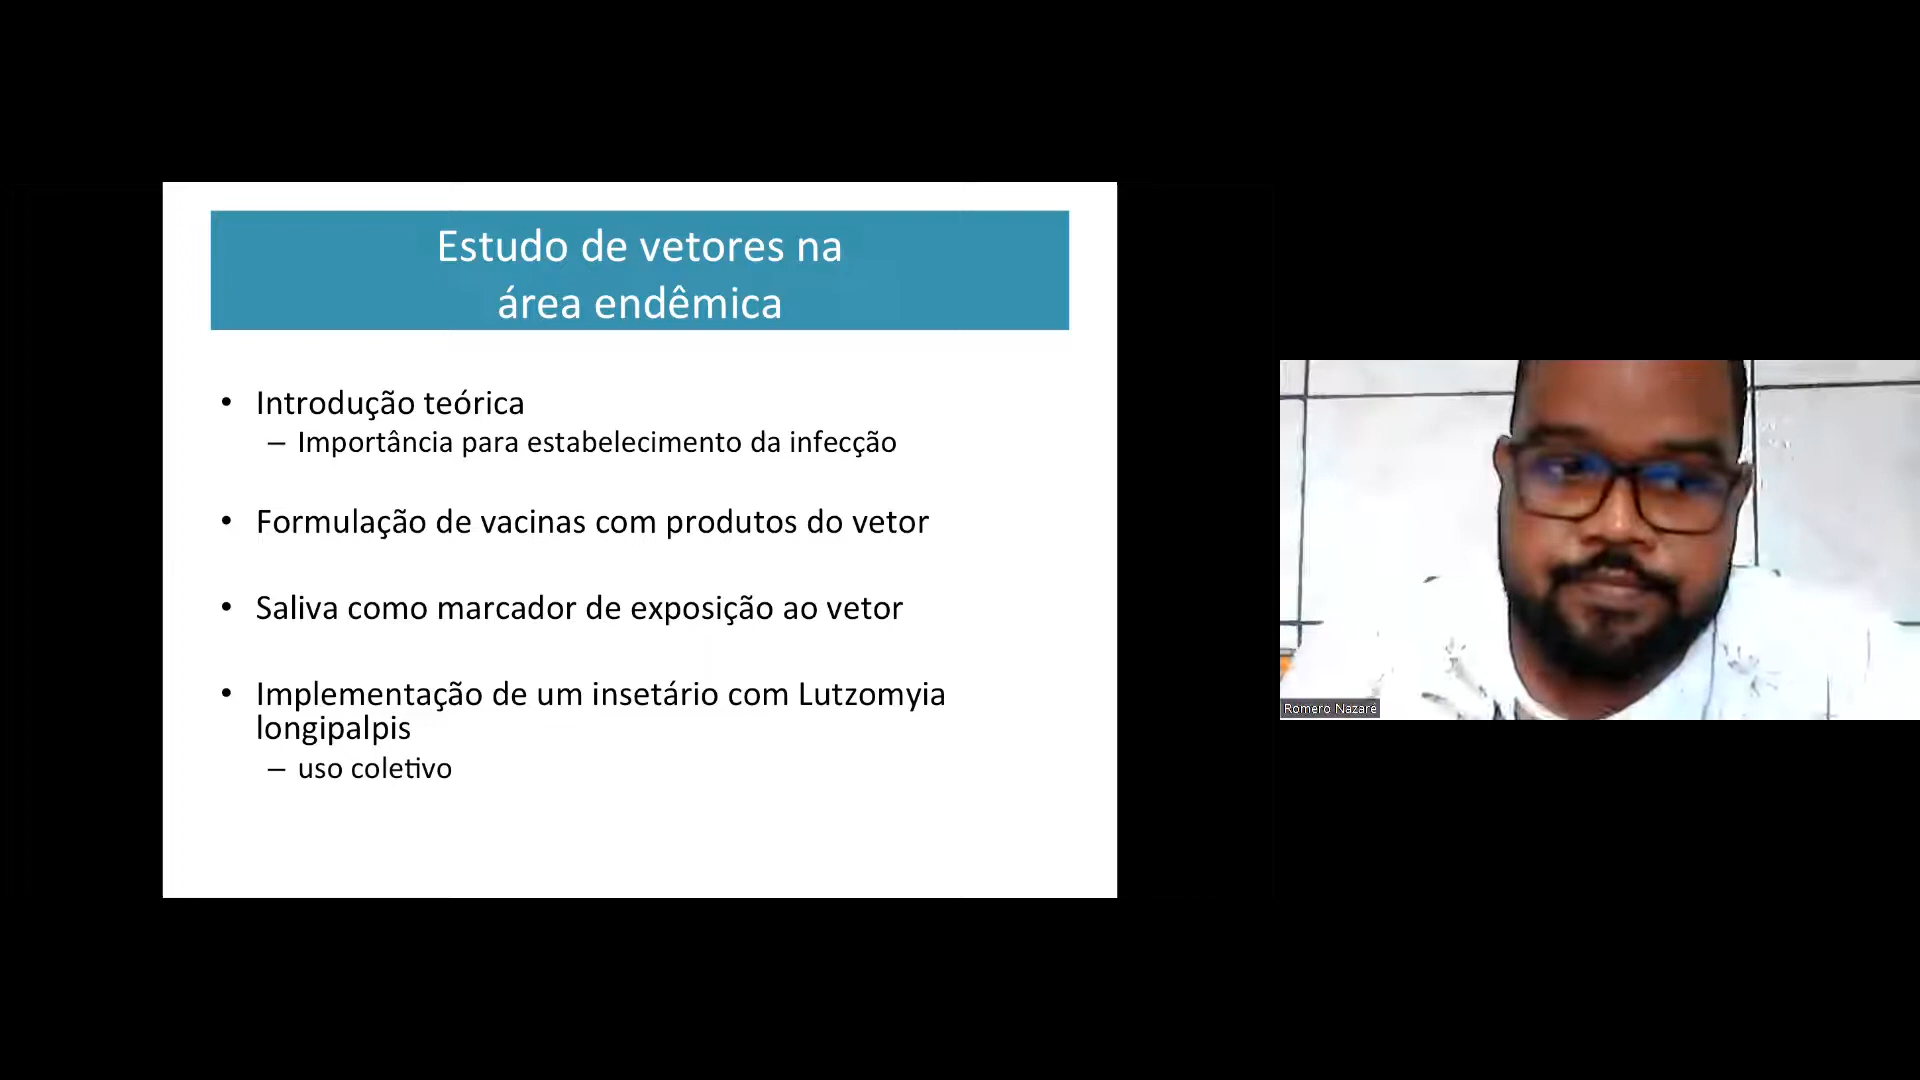 Estudo de vetores na
área endêmica
• Introdução teórica
– Importância para estabelecimento da infecção
• Formulação de vacinas com produtos do vetor
• Saliva como marcador de exposição ao vetor
• Implementação de um insetário com Lutzomyia
longipalpis
– uso coletivo
Romero Nazaré